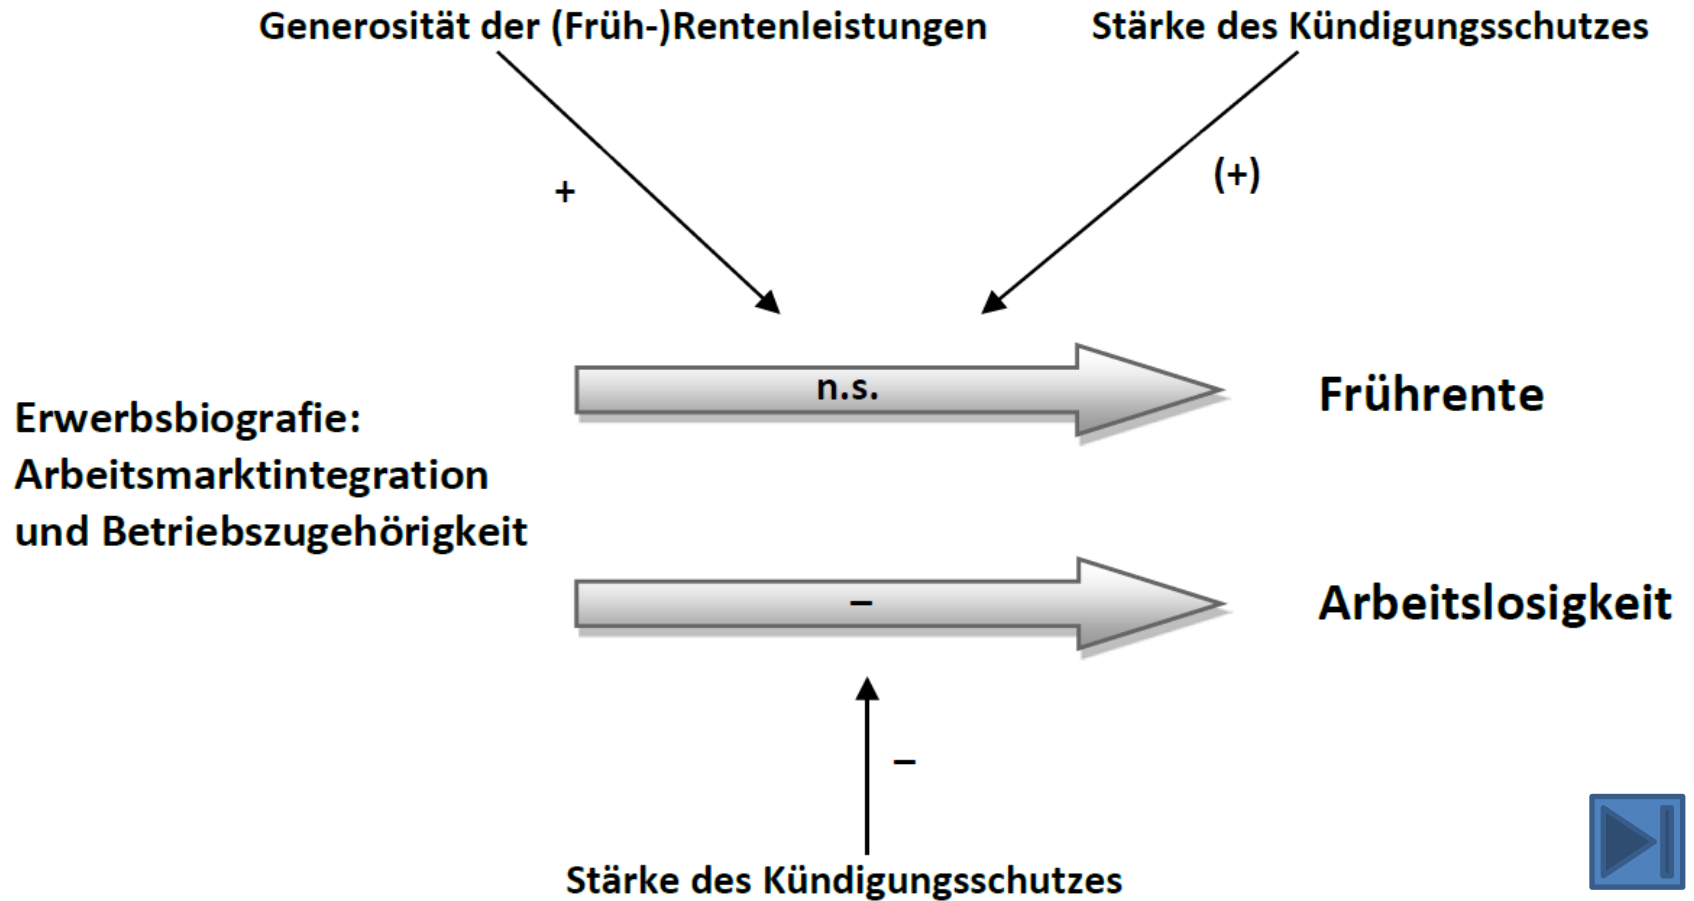 Generosität der (Früh-)Rentenleistungen
Stärke des Kündigungsschutzes
+
(+)
n.s.
Frührente
Erwerbsbiografie:
Arbeitsmarktintegration
und Betriebszugehörigkeit
–
Arbeitslosigkeit
–
Stärke des Kündigungsschutzes